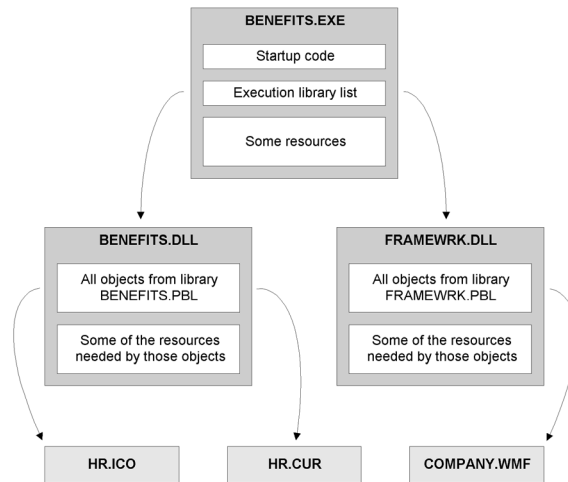 BENEFITS.EXE
Startup code
Execution library list
Some resources
BENEFITS.DLL
All objects from library
BENEFITS.PBL
Some of the resources
needed by those objects
FRAMEWRK.DLL
All objects from library
FRAMEWRK.PBL
Some of the resources
needed by those objects
HR.ICO
HR.CUR
COMPANY.WMF